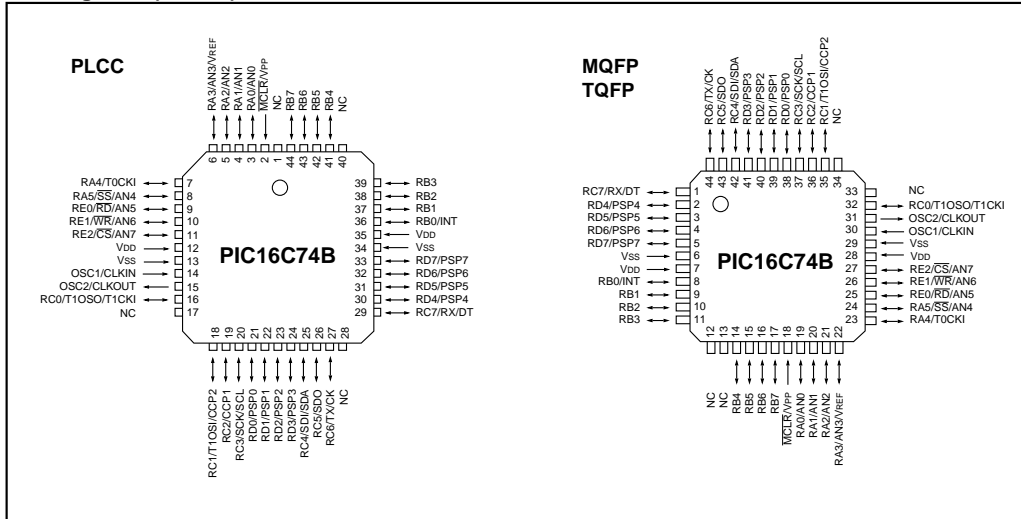 PLCC
RA3/AN3/VREF
RA2/AN2
RA1/AN1
RA0/AN0
MCLR/VPP
NC
RB7
RB6
RB5
RB4
NC
6
5
4
3
2
1
44
43
42
41
40
RA4/T0CKI 7
RA5/SS/AN4 8
RE0/RD/AN5 9
RE1/WR/AN6 10
RE2/CS/AN7 11
VDD 12
VSS 13
OSC1/CLKIN 14
OSC2/CLKOUT 15
RC0/T1OSO/T1CKI 16
NC 17
PIC16C74B
39 RB3
38 RB2
37 RB1
36 RB0/INT
35 VDD
34 VSS
33 RD7/PSP7
32 RD6/PSP6
31 RD5/PSP5
30 RD4/PSP4
29 RC7/RX/DT
18
19
20
21
22
23
24
25
26
27
28
RC1/T1OSI/CCP2
RC2/CCP1
RC3/SCK/SCL
RD0/PSP0
RD1/PSP1
RD2/PSP2
RD3/PSP3
RC4/SDI/SDA
RC5/SDO
RC6/TX/CK
NC
MQFP
TQFP
RC6/TX/CK
RC5/SDO
RC4/SDI/SDA
RD3/PSP3
RD2/PSP2
RD1/PSP1
RD0/PSP0
RC3/SCK/SCL
RC2/CCP1
RC1/T1OSI/CCP2
NC
44
43
42
41
40
39
38
37
36
35
34
RC7/RX/DT 1
RD4/PSP4 2
RD5/PSP5 3
RD6/PSP6 4
RD7/PSP7 5
VSS 6
VDD 7
RB0/INT 8
RB1 9
RB2 10
RB3 11
PIC16C74B
33 NC
32 RC0/T1OSO/T1CKI
31 OSC2/CLKOUT
30 OSC1/CLKIN
29 VSS
28 VDD
27 RE2/CS/AN7
26 RE1/WR/AN6
25 RE0/RD/AN5
24 RA5/SS/AN4
23 RA4/T0CKI
12
13
14
15
16
17
18
19
20
21
22
NC
NC
RB4
RB5
RB6
RB7
MCLR/VPP
RA0/AN0
RA1/AN1
RA2/AN2
RA3/AN3/VREF